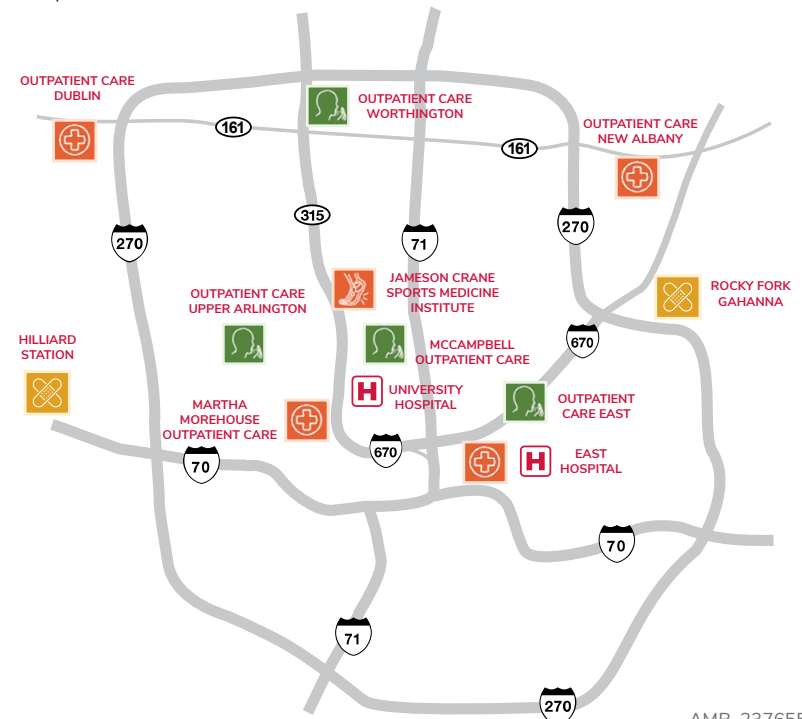 OUTPATIENT CARE
DUBLIN
OUTPATIENT CARE
WORTHINGTON
161
161
OUTPATIENT CARE
NEW ALBANY
315
270
71
270
JAMESON CRANE
SPORTS MEDICINE
INSTITUTE
ROCKY FORK
GAHANNA
OUTPATIENT CARE
UPPER ARLINGTON
HILLIARD
STATION
MCCAMPBELL
OUTPATIENT CARE
670
H
UNIVERSITY
HOSPITAL
OUTPATIENT
CARE EAST
MARTHA
MOREHOUSE
OUTPATIENT CARE
670
70
H
EAST
HOSPITAL
70
71
270